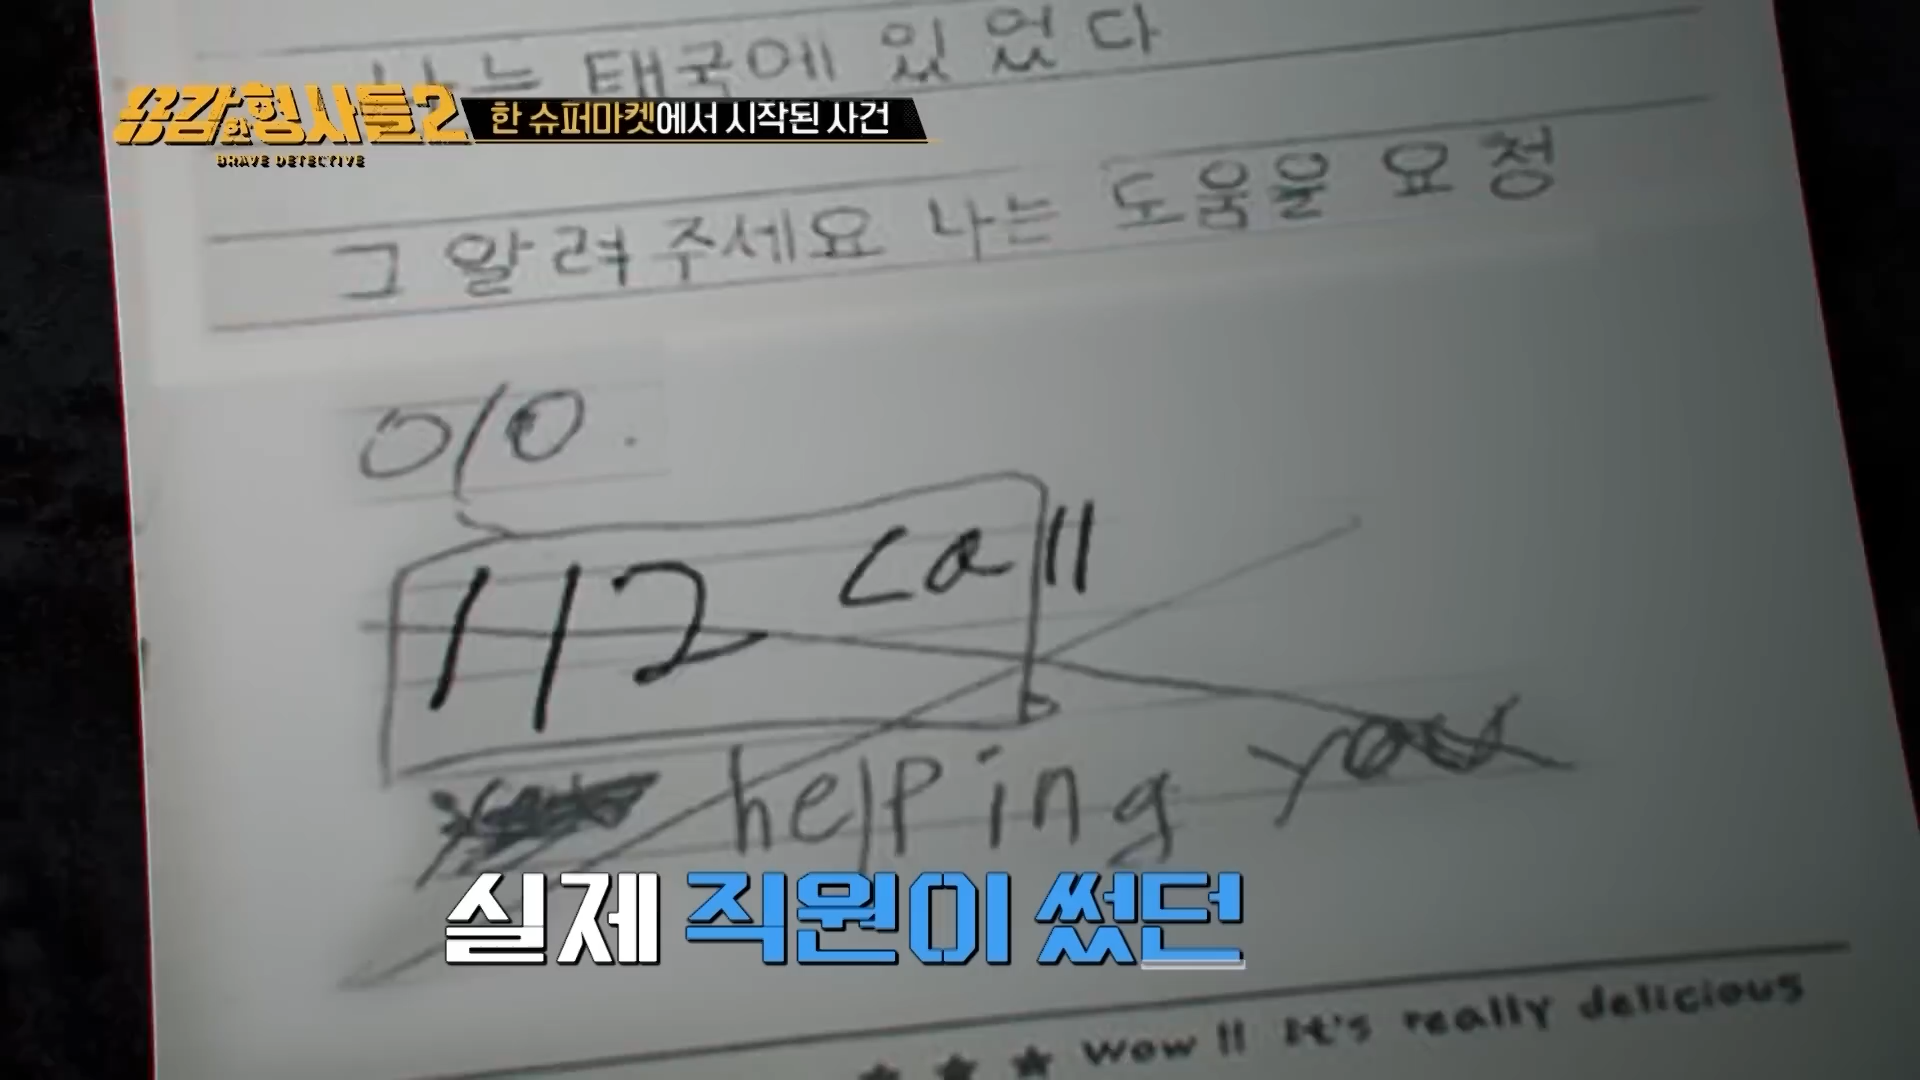 나는 태국에 있었다
용감한 형사들2
BRAVE DETECTIVE
한 슈퍼마켓에서 시작된 사건
그 알려주세요 나는 도움을 요청
010.
112 call
helping you
실제 직원이 썼던
★ ★ ★ Wow!! It's really delicious